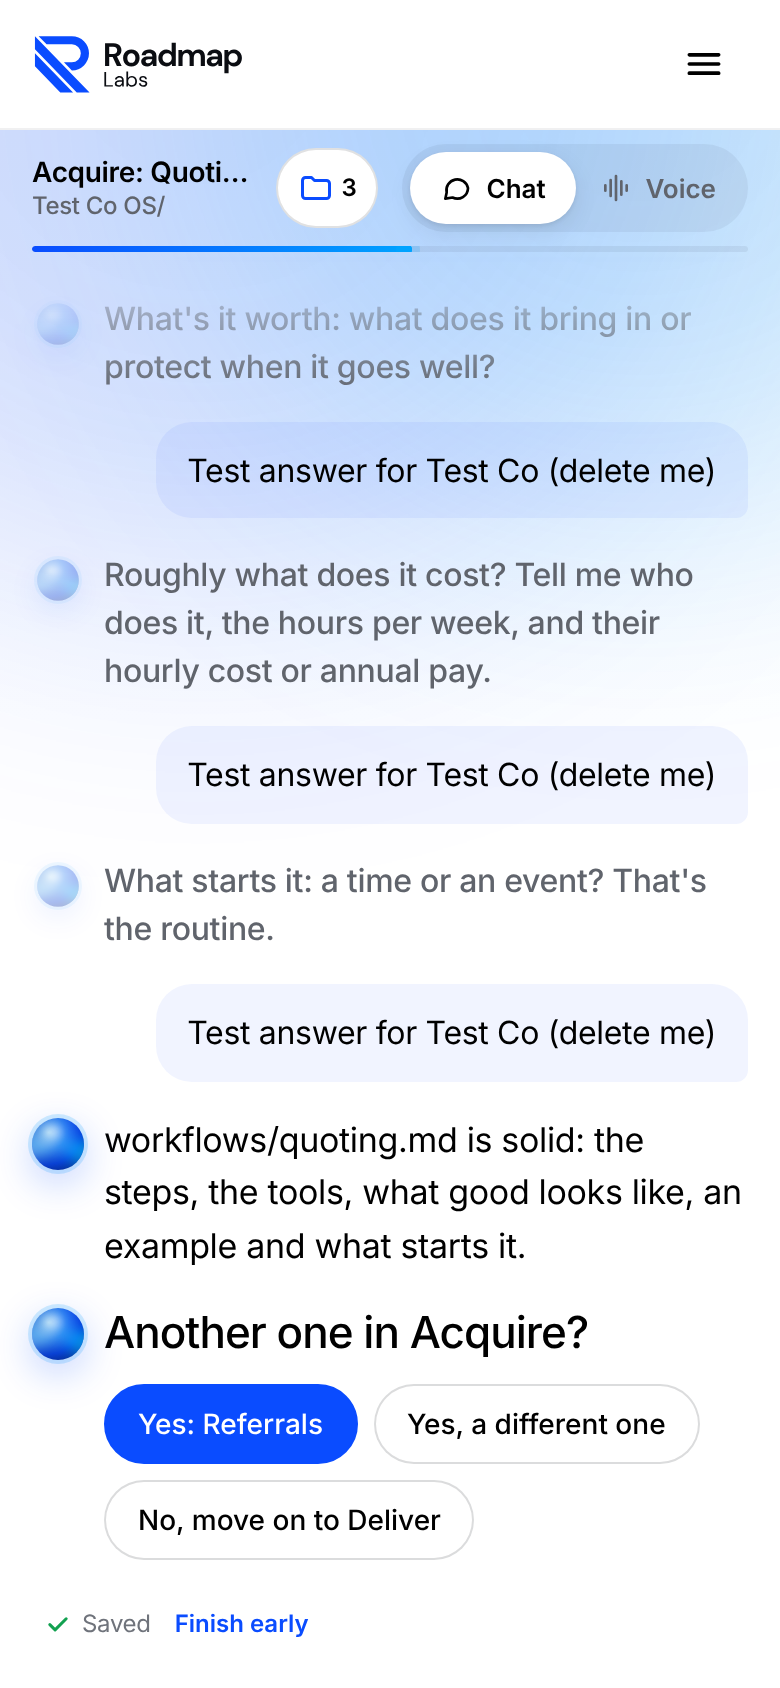 Roadmap
Labs
Acquire: Quoti...
Test Co OS/
3
Chat
Voice
What's it worth: what does it bring in or
protect when it goes well?
Test answer for Test Co (delete me)
Roughly what does it cost? Tell me who
does it, the hours per week, and their
hourly cost or annual pay.
Test answer for Test Co (delete me)
What starts it: a time or an event? That's
the routine.
Test answer for Test Co (delete me)
workflows/quoting.md is solid: the
steps, the tools, what good looks like, an
example and what starts it.
Another one in Acquire?
Yes: Referrals
Yes, a different one
No, move on to Deliver
Saved
Finish early